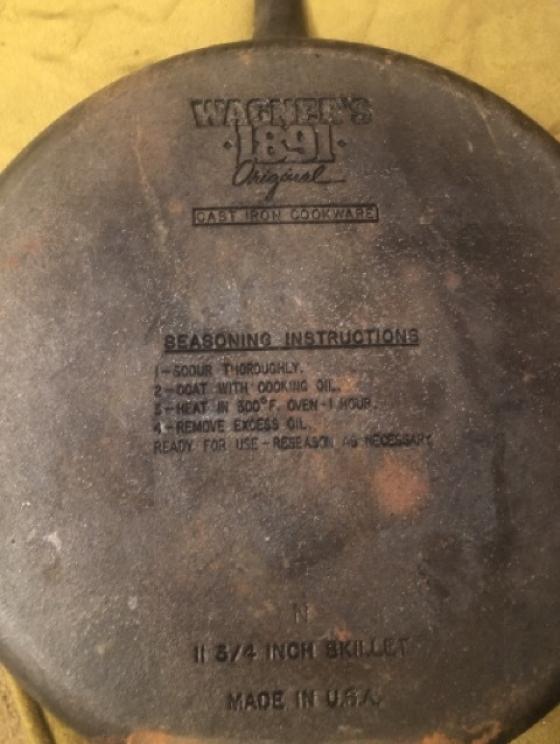 WAGNER'S
·1891·
Original
CAST IRON COOKWARE
SEASONING INSTRUCTIONS
1-SCOUR THOROUGHLY.
2-COAT WITH COOKING OIL.
3-HEAT IN 300°F. OVEN-1 HOUR.
4-REMOVE EXCESS OIL.
READY FOR USE-RESEASON AS NECESSARY
N
11 3/4 INCH SKILLET
MADE IN U.S.A.